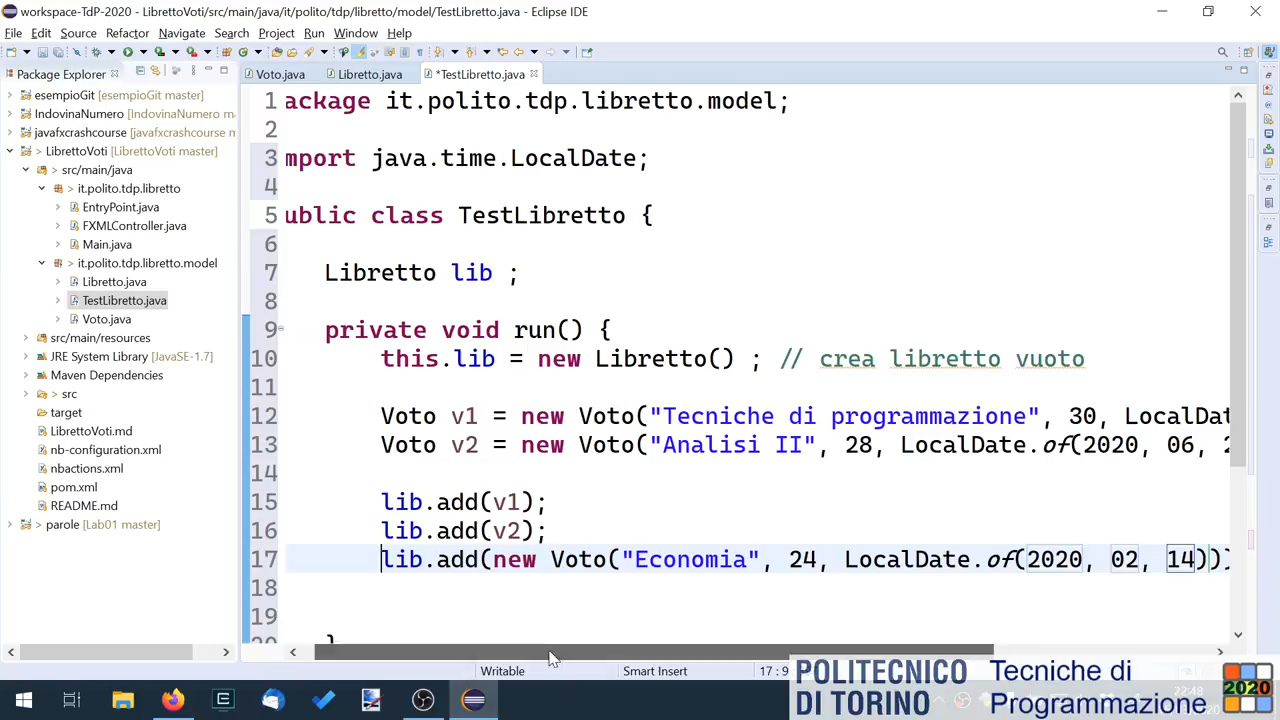 workspace-TdP-2020 - LibrettoVoti/src/main/java/it/polito/tdp/libretto/model/TestLibretto.java - Eclipse IDE
File Edit Source Refactor Navigate Search Project Run Window Help
Package Explorer
Voto.java
Libretto.java
*TestLibretto.java
esempioGit [esempioGit master]
IndovinaNumero [IndovinaNumero ma
javafxcrashcourse [javafxcrashcourse m
> LibrettoVoti [LibrettoVoti master]
> src/main/java
> it.polito.tdp.libretto
EntryPoint.java
FXMLController.java
Main.java
> it.polito.tdp.libretto.model
Libretto.java
TestLibretto.java
Voto.java
src/main/resources
JRE System Library [JavaSE-1.7]
Maven Dependencies
> src
target
LibrettoVoti.md
nb-configuration.xml
nbactions.xml
pom.xml
README.md
> parole [Lab01 master]
1 ackage it.polito.tdp.libretto.model;
2
3 mport java.time.LocalDate;
4
5 ublic class TestLibretto {
6
7 Libretto lib ;
8
9 private void run() {
10 this.lib = new Libretto() ; // crea libretto vuoto
11
12 Voto v1 = new Voto("Tecniche di programmazione", 30, LocalDat
13 Voto v2 = new Voto("Analisi II", 28, LocalDate.of(2020, 06, 2
14
15 lib.add(v1);
16 lib.add(v2);
17 lib.add(new Voto("Economia", 24, LocalDate.of(2020, 02, 14)))
18
19
20 }
Writable
Smart Insert
17 : 9
POLITECNICO
DI TORINO
Tecniche di
Programmazione
2020
22:48